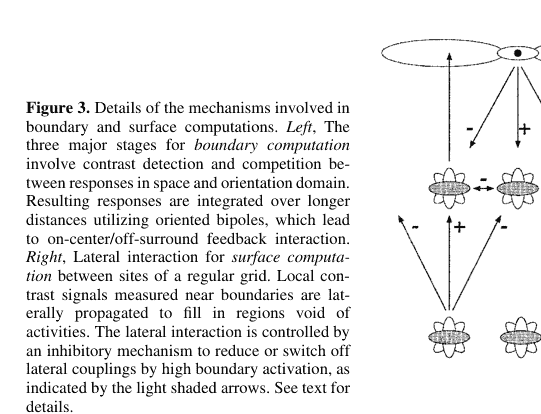 Figure 3. Details of the mechanisms involved in
boundary and surface computations. Left, The
three major stages for boundary computation
involve contrast detection and competition be-
tween responses in space and orientation domain.
Resulting responses are integrated over longer
distances utilizing oriented bipoles, which lead
to on-center/off-surround feedback interaction.
Right, Lateral interaction for surface computa-
tion between sites of a regular grid. Local con-
trast signals measured near boundaries are lat-
erally propagated to fill in regions void of
activities. The lateral interaction is controlled by
an inhibitory mechanism to reduce or switch off
lateral couplings by high boundary activation, as
indicated by the light shaded arrows. See text for
details.
- +
-
- + -